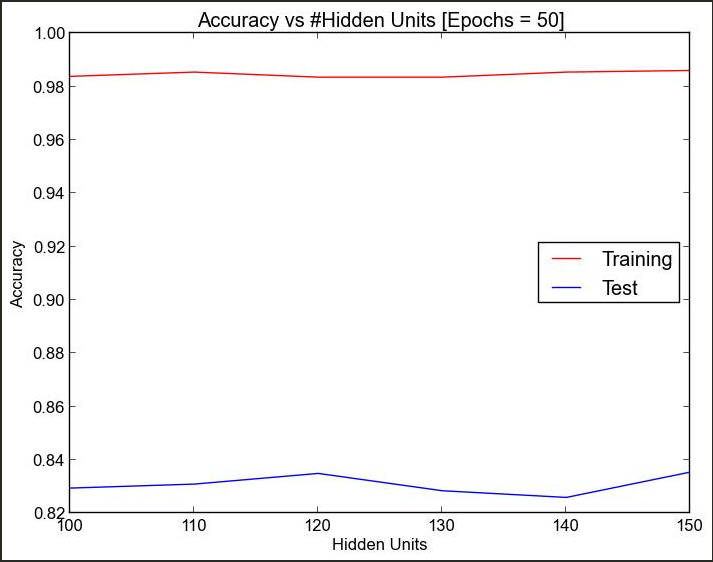 Accuracy vs #Hidden Units [Epochs = 50]
1.00
0.98
0.96
0.94
0.92
0.90
0.88
0.86
0.84
0.82
Accuracy
Training
Test
100 110 120 130 140 150
Hidden Units